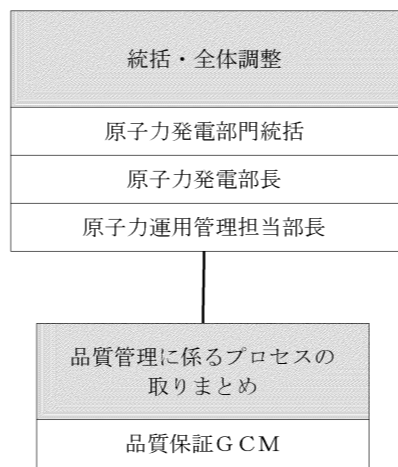 統括・全体調整
原子力発電部門統括
原子力発電部長
原子力運用管理担当部長
品質管理に係るプロセスの
取りまとめ
品質保証ＧＣＭ